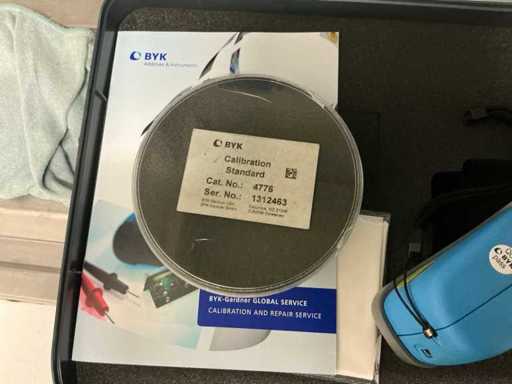 BYK
Additives & Instruments
BYK
Calibration
Standard
Cat. No.: 4776
Ser. No.: 1312463
BYK-Gardner GLOBAL SERVICE
CALIBRATION AND REPAIR SERVICE
BYK